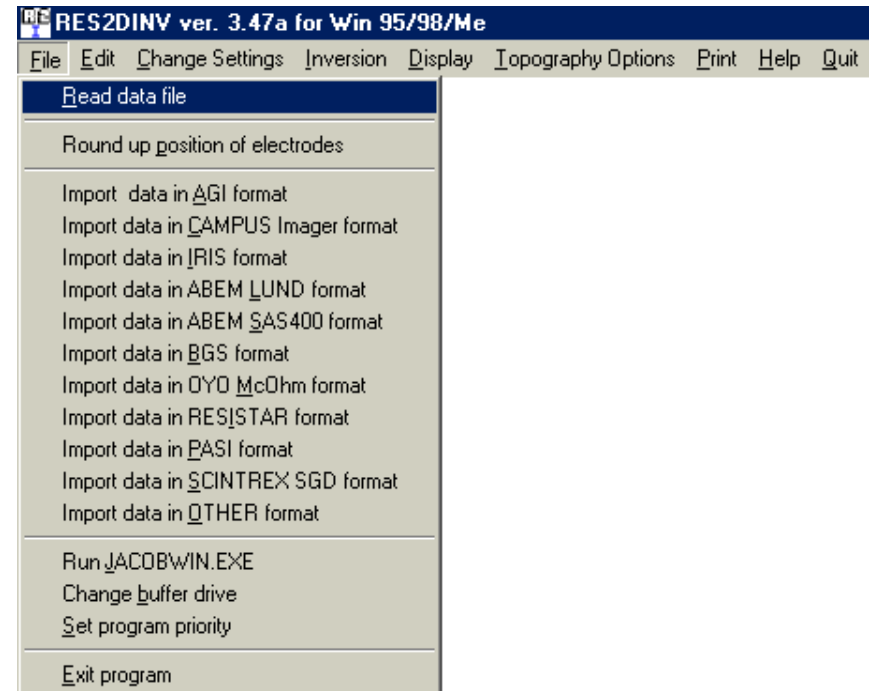 RES2DINV ver. 3.47a for Win 95/98/Me
File Edit Change Settings Inversion Display Topography Options Print Help Quit
Read data file
Round up position of electrodes
Import data in AGI format
Import data in CAMPUS Imager format
Import data in IRIS format
Import data in ABEM LUND format
Import data in ABEM SAS400 format
Import data in BGS format
Import data in OYO McOhm format
Import data in RESISTAR format
Import data in PASI format
Import data in SCINTREX SGD format
Import data in OTHER format
Run JACOBWIN.EXE
Change buffer drive
Set program priority
Exit program